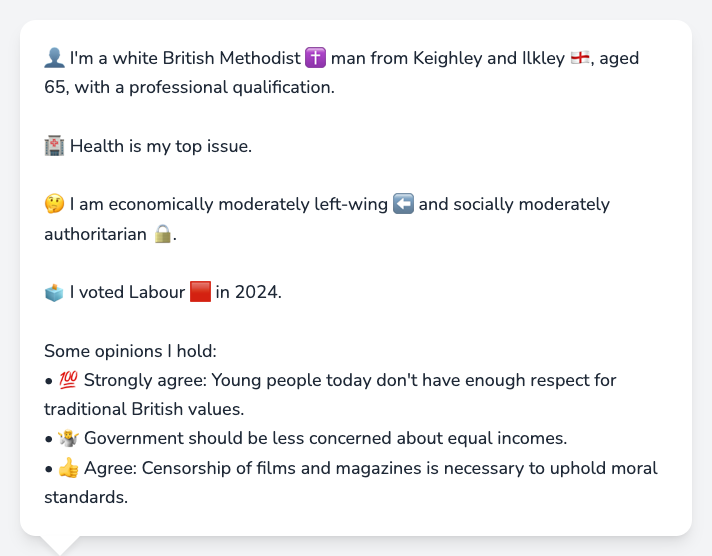 👤 I'm a white British Methodist ✝️ man from Keighley and Ilkley 🏴󠁧󠁢󠁥󠁮󠁧󠁿, aged
65, with a professional qualification.
🏥 Health is my top issue.
🤔 I am economically moderately left-wing ⬅️ and socially moderately
authoritarian 🔒.
🗳️ I voted Labour 🟥 in 2024.
Some opinions I hold:
• 💯 Strongly agree: Young people today don't have enough respect for
traditional British values.
• 🤷 Government should be less concerned about equal incomes.
• 👍 Agree: Censorship of films and magazines is necessary to uphold moral
standards.